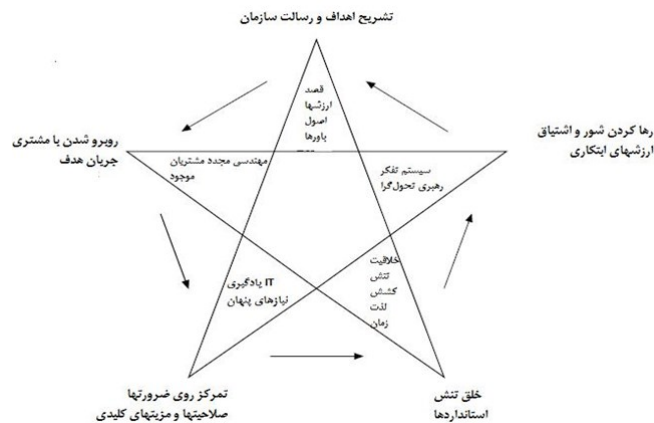 تشریح اهداف و رسالت سازمان
قصد
ارزشها
اصول
باورها
رها کردن شور و اشتیاق
ارزشهای ابتکاری
روبرو شدن با مشتری
جریان هدف
مهندسی مجدد مشتریان
موجود
سیستم تفکر
رهبری تحول‌گرا
خلاقیت
تنش
کشش
لذت
زمان
IT یادگیری
نیازهای پنهان
تمرکز روی ضرورتها
صلاحیتها و مزیتهای کلیدی
خلق تنش
استانداردها